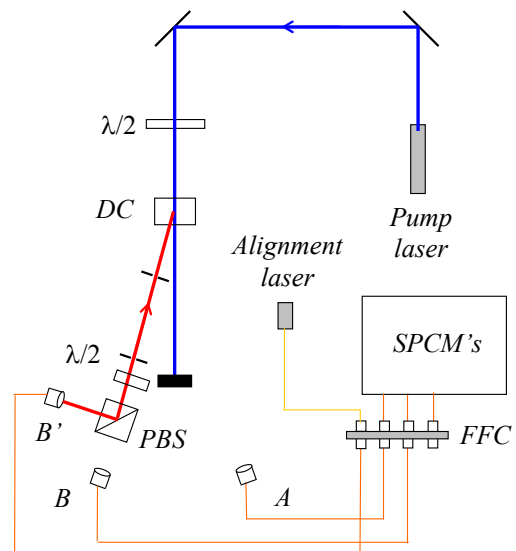 λ/2
DC
Pump
laser
Alignment
laser
SPCM's
λ/2
FFC
PBS
B'
B
A